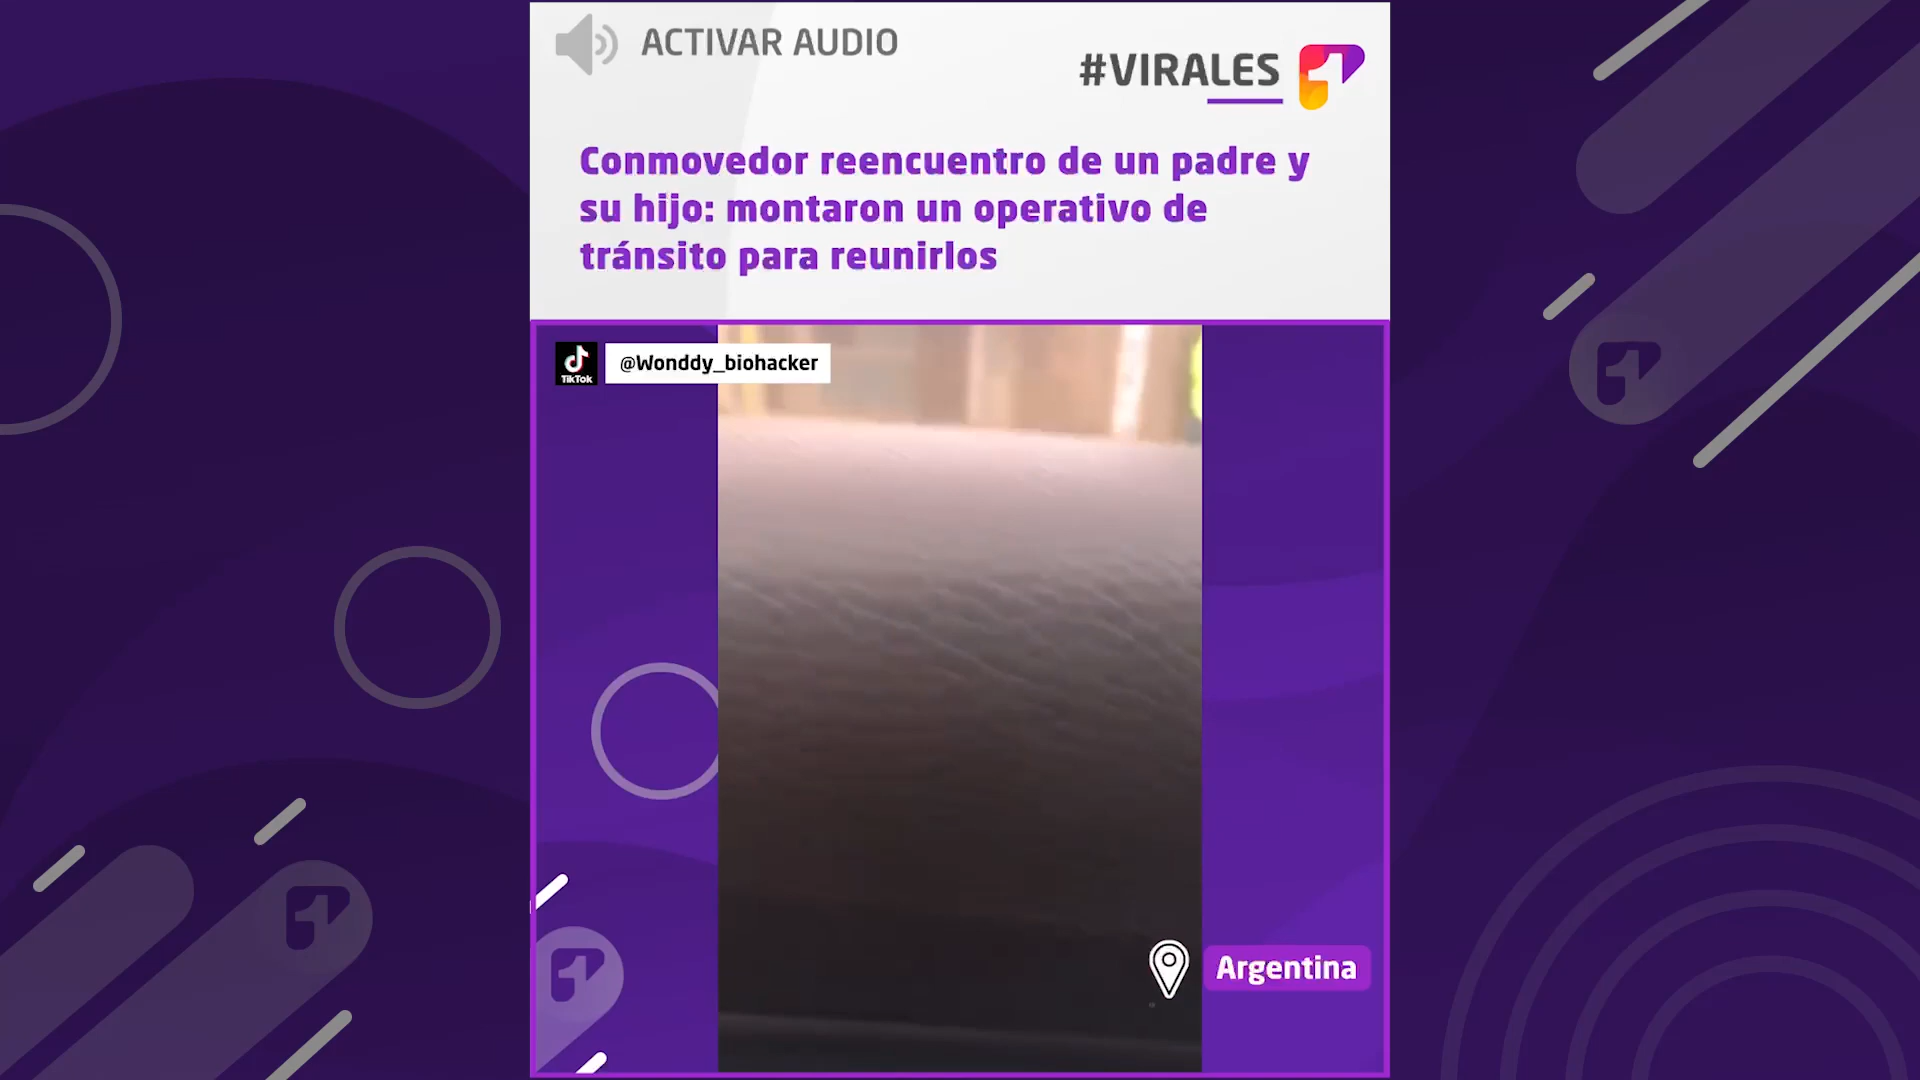 ACTIVAR AUDIO
#VIRALES
Conmovedor reencuentro de un padre y
su hijo: montaron un operativo de
tránsito para reunirlos
TikTok
@Wonddy_biohacker
Argentina